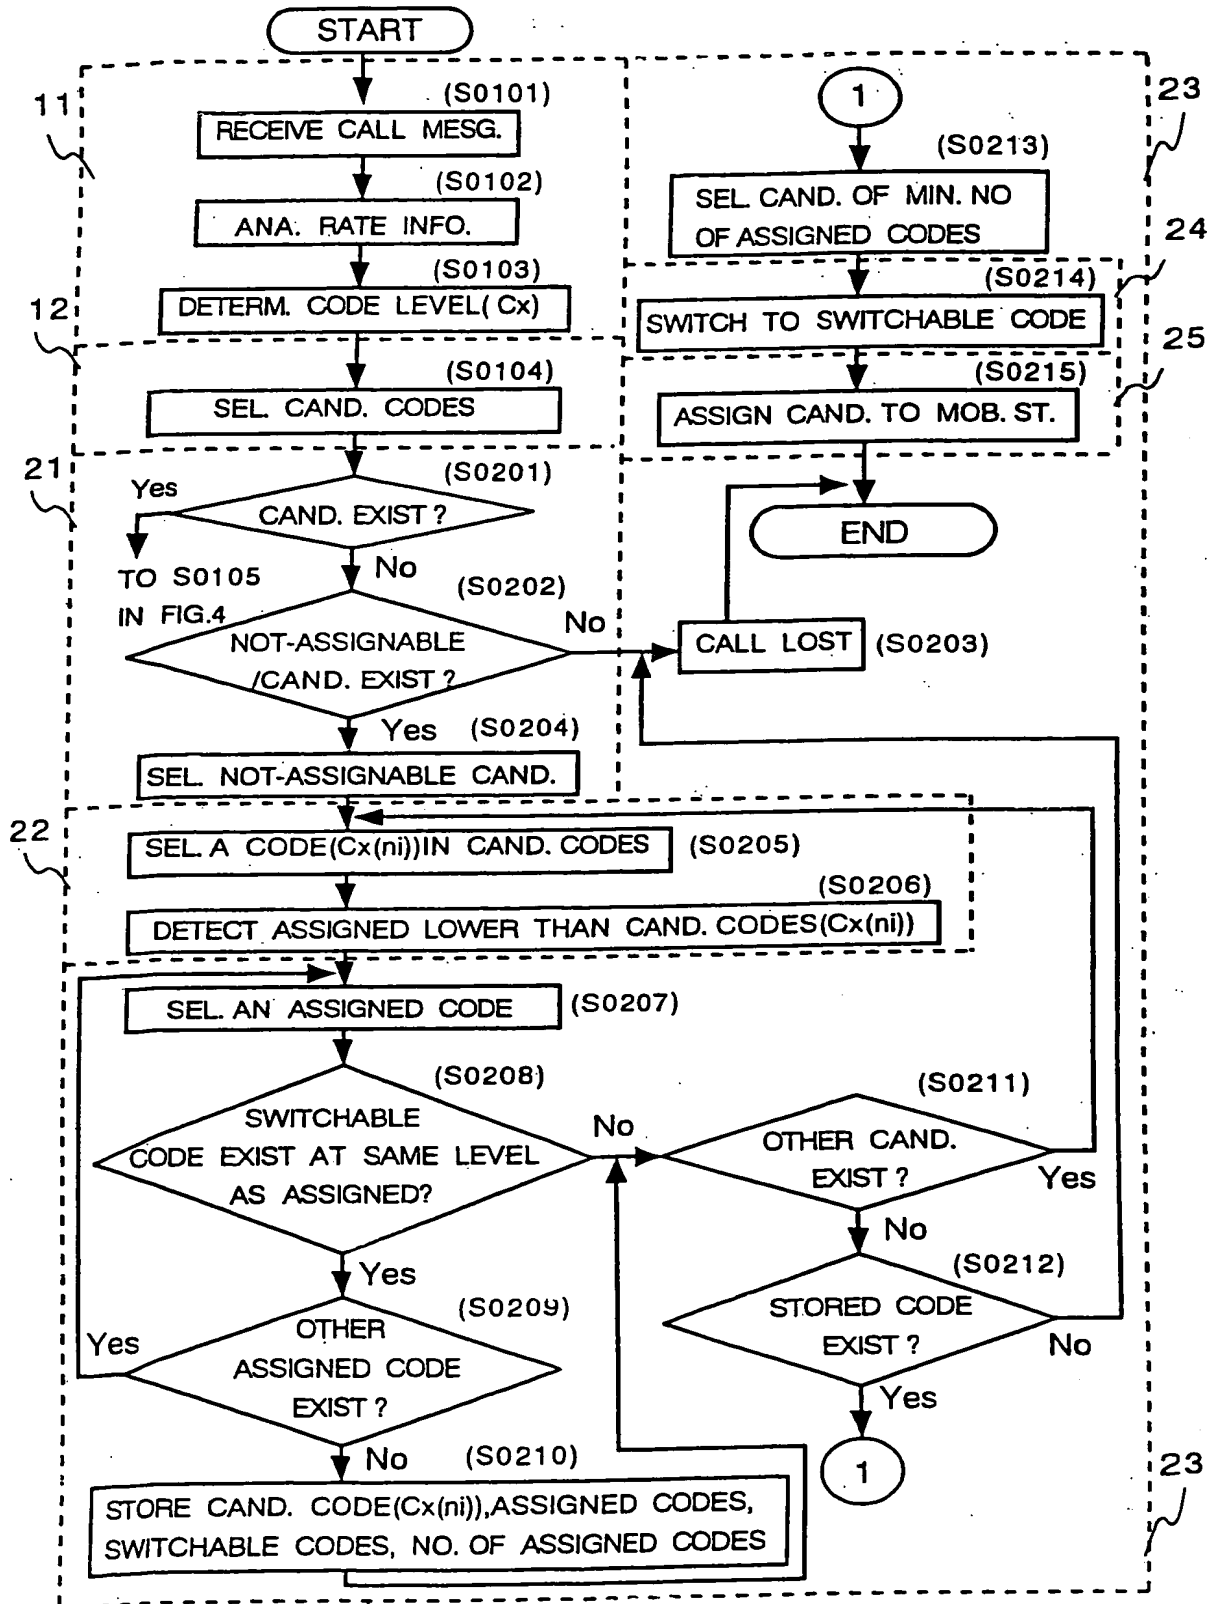 START
11
(S0101)
RECEIVE CALL MESG.
(S0102)
ANA. RATE INFO.
(S0103)
DETERM. CODE LEVEL(Cx)
12
(S0104)
SEL. CAND. CODES
21
(S0201)
CAND. EXIST?
Yes
TO S0105
IN FIG.4
No
(S0202)
NOT-ASSIGNABLE
/CAND. EXIST?
No
CALL LOST
(S0203)
Yes
(S0204)
SEL. NOT-ASSIGNABLE CAND.
22
SEL. A CODE(Cx(ni))IN CAND. CODES
(S0205)
(S0206)
DETECT ASSIGNED LOWER THAN CAND. CODES(Cx(ni))
SEL. AN ASSIGNED CODE
(S0207)
(S0208)
SWITCHABLE
CODE EXIST AT SAME LEVEL
AS ASSIGNED?
No
Yes
(S0209)
OTHER
ASSIGNED CODE
EXIST?
Yes
No
(S0210)
STORE CAND. CODE(Cx(ni)),ASSIGNED CODES,
SWITCHABLE CODES, NO. OF ASSIGNED CODES
(S0211)
OTHER CAND.
EXIST?
Yes
No
(S0212)
STORED CODE
EXIST?
No
Yes
1
23
1
23
(S0213)
SEL. CAND. OF MIN. NO
OF ASSIGNED CODES
24
(S0214)
SWITCH TO SWITCHABLE CODE
25
(S0215)
ASSIGN CAND. TO MOB. ST.
END